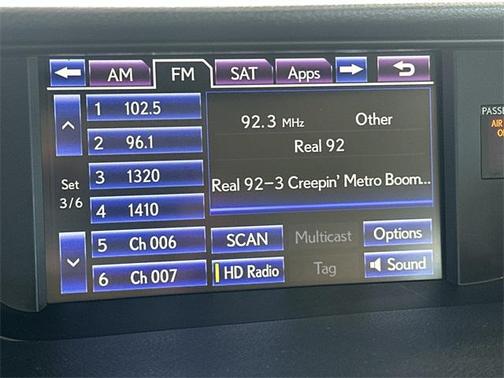 AM FM SAT Apps
1 102.5
2 96.1
3 1320
4 1410
5 Ch 006
6 Ch 007
Set
3/6
92.3 MHz Other
Real 92
Real 92-3 Creepin' Metro Boom...
SCAN Multicast Options
HD Radio Tag Sound
PASSE
AIR